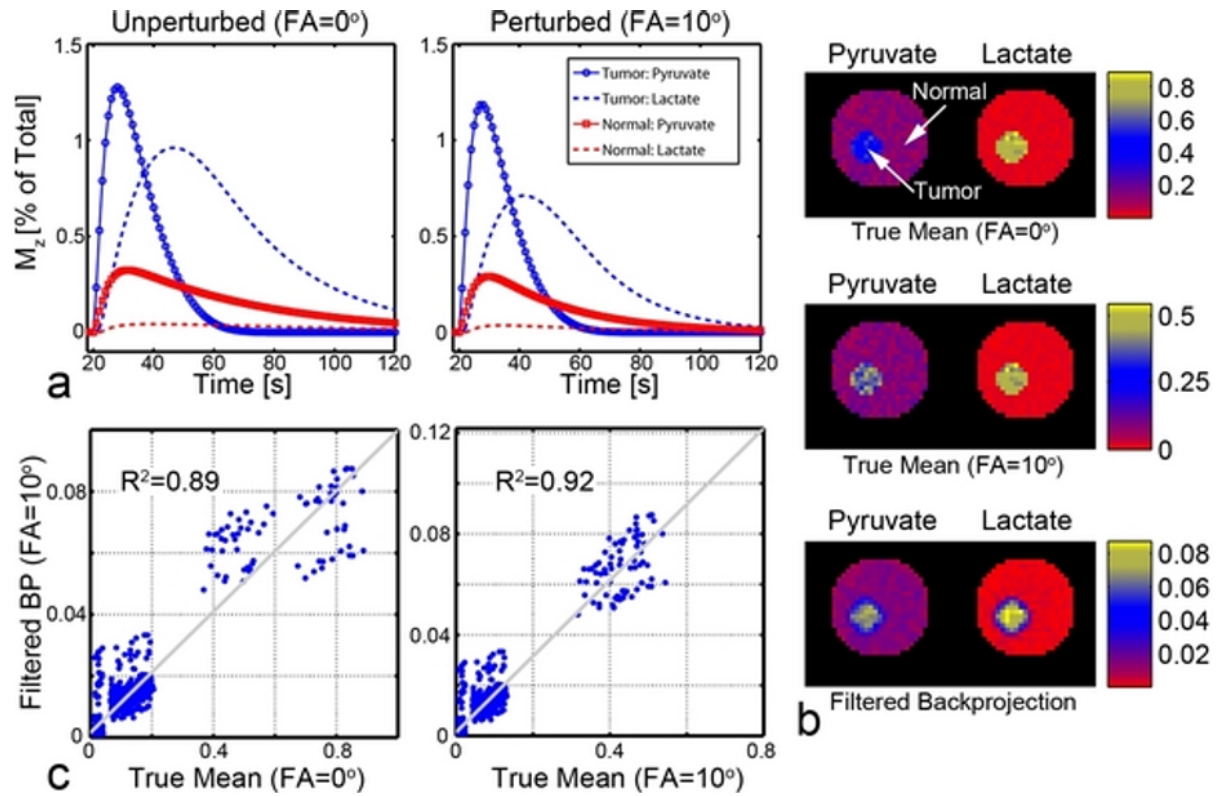 Unperturbed (FA=0°)
Perturbed (FA=10°)
M_z [% of Total]
1.5
1
0.5
0
20 40 60 80 100 120
Time [s]
1.5
1
0.5
0
20 40 60 80 100 120
Time [s]
Tumor: Pyruvate
Tumor: Lactate
Normal: Pyruvate
Normal: Lactate
a
Pyruvate Lactate
Normal
Tumor
0.8
0.6
0.4
0.2
True Mean (FA=0°)
Pyruvate Lactate
0.5
0.25
0
True Mean (FA=10°)
Pyruvate Lactate
0.08
0.06
0.04
0.02
Filtered Backprojection
b
Filtered BP (FA=10°)
R²=0.89
0.08
0.04
0
0 0.4 0.8
True Mean (FA=0°)
R²=0.92
0.12
0.08
0.04
0
0 0.4 0.8
True Mean (FA=10°)
c